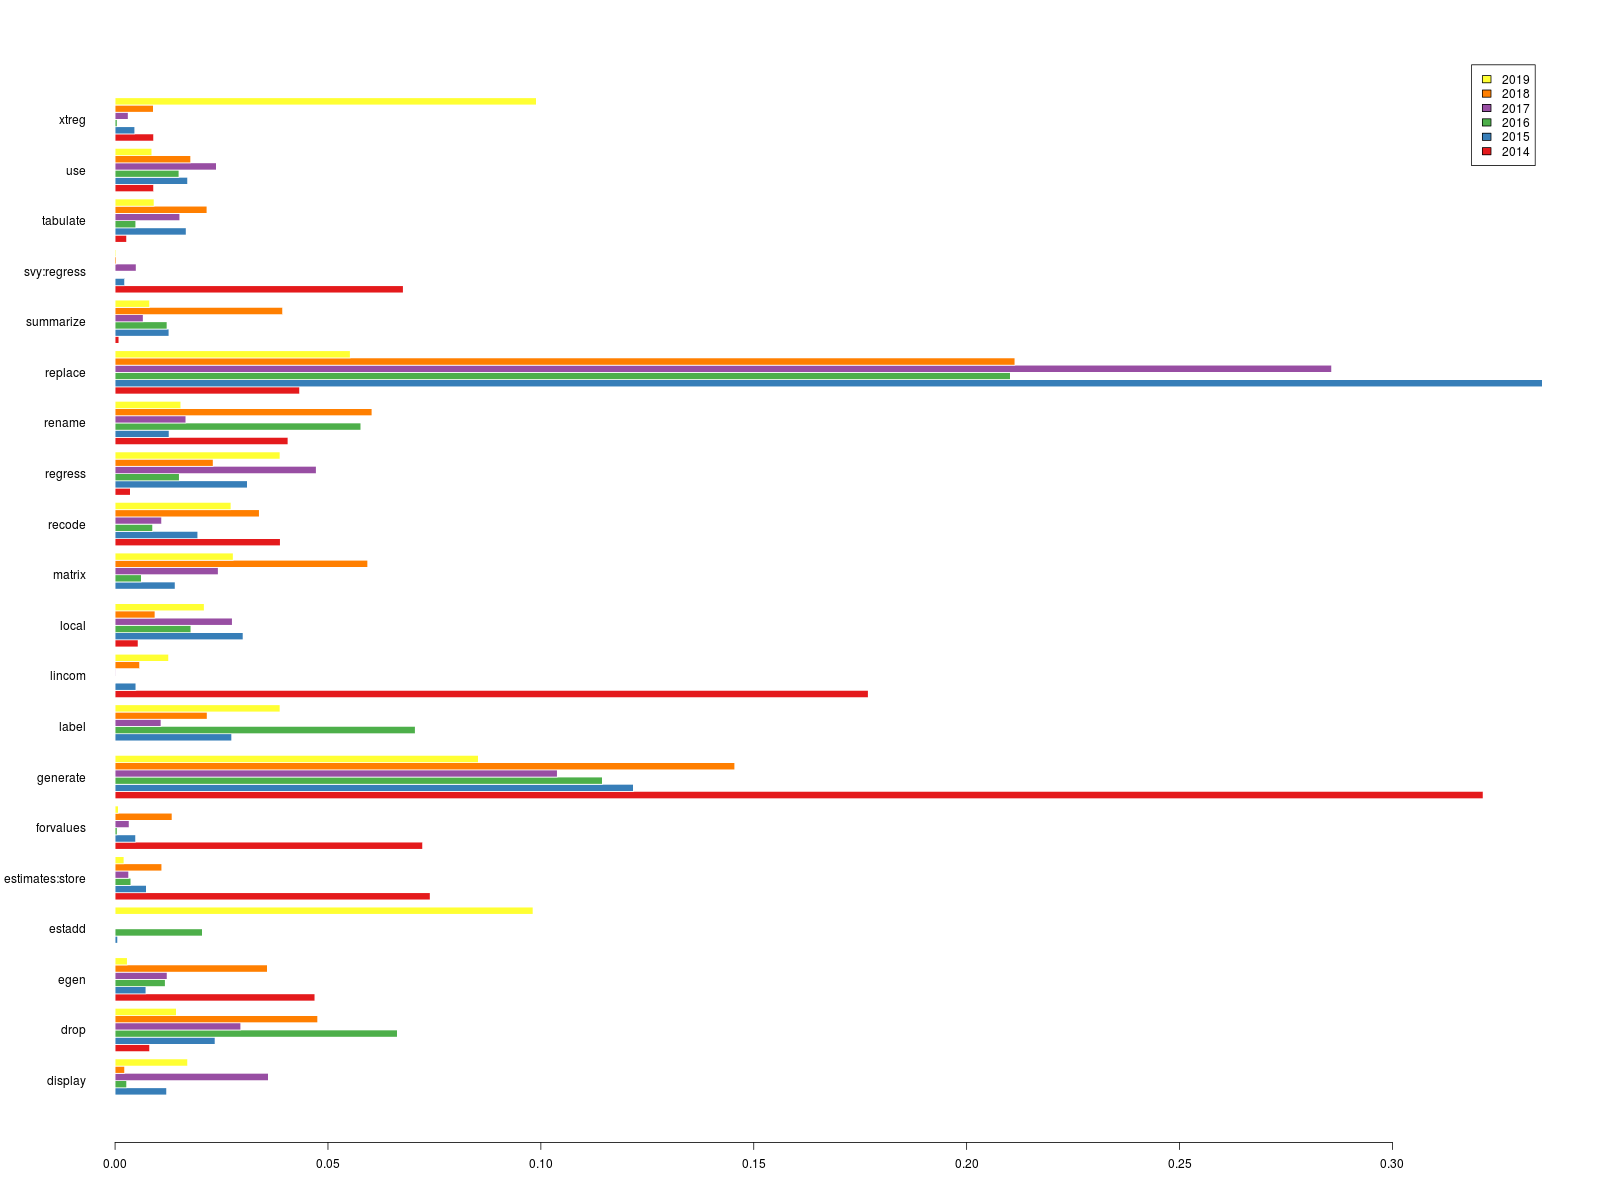 2019
2018
2017
2016
2015
2014
xtreg
use
tabulate
svy:regress
summarize
replace
rename
regress
recode
matrix
local
lincom
label
generate
forvalues
estimates:store
estadd
egen
drop
display
0.00 0.05 0.10 0.15 0.20 0.25 0.30